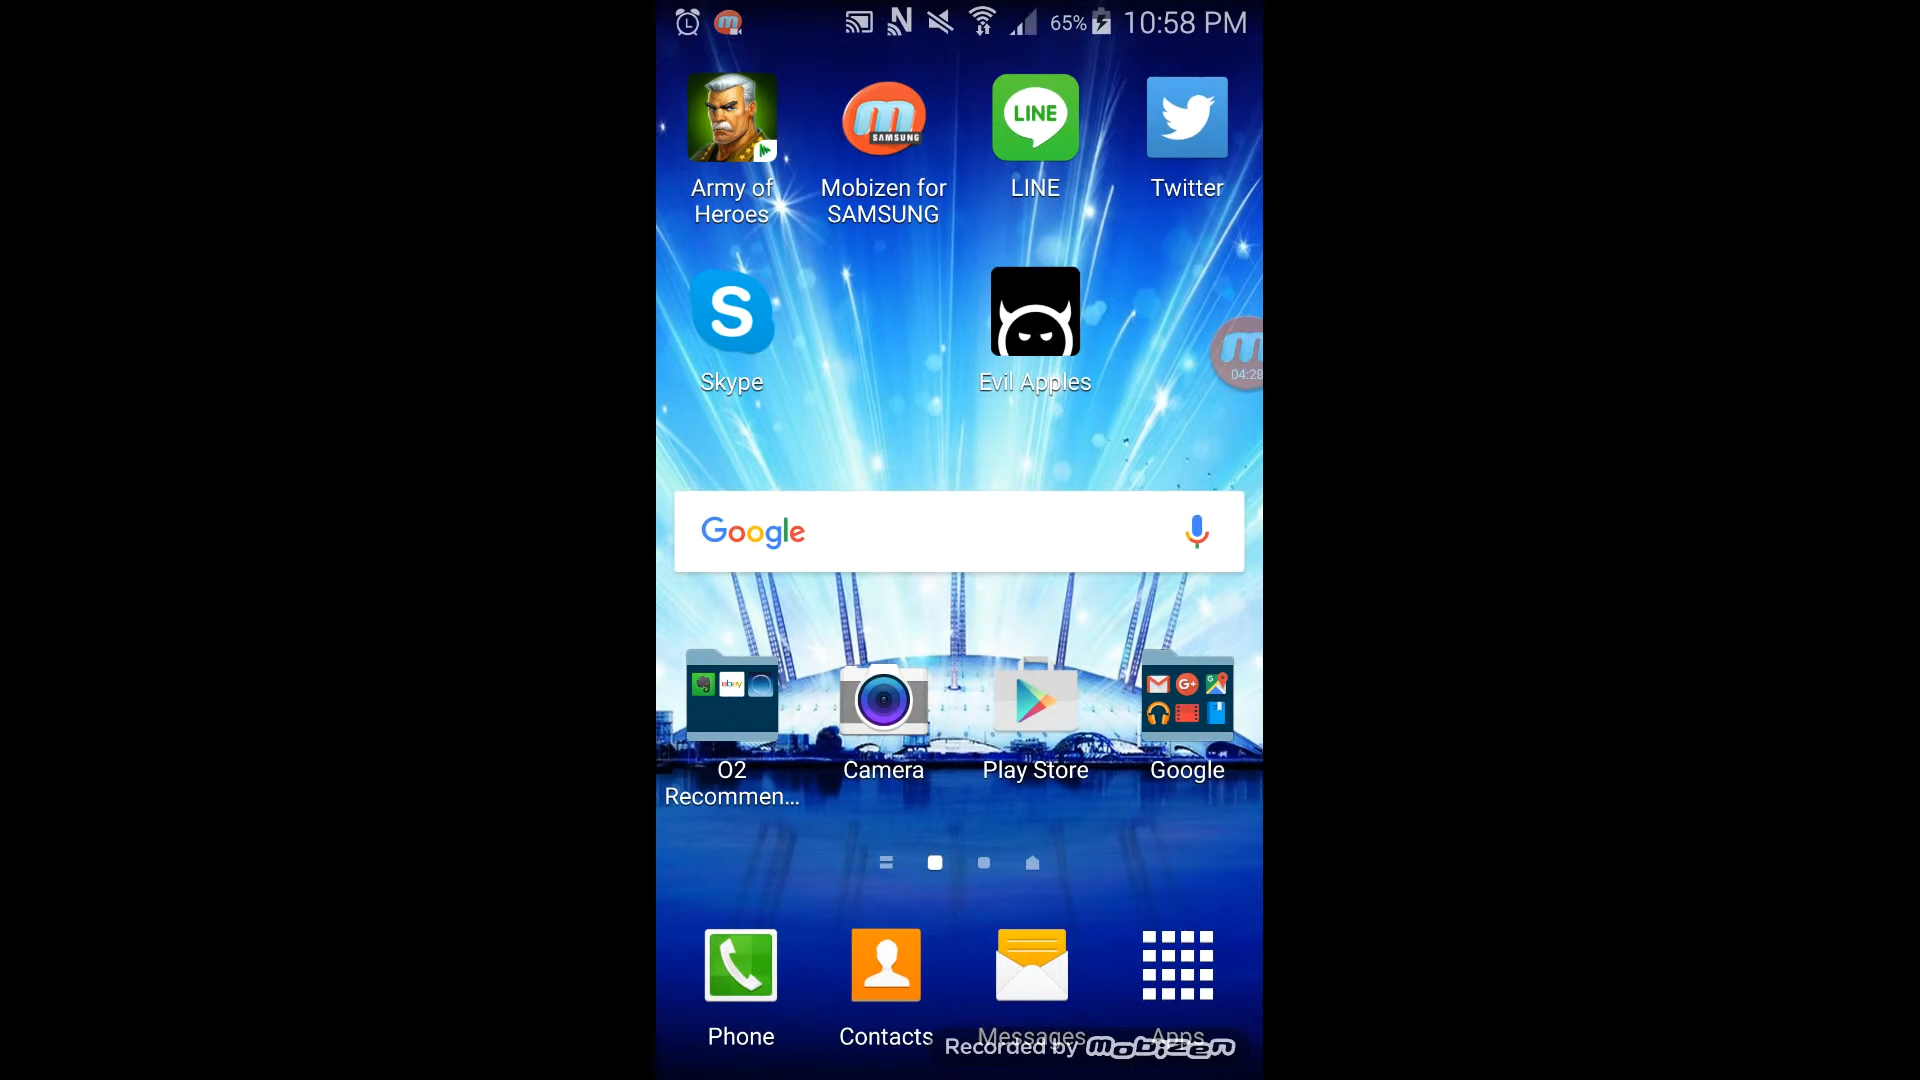 65% 10:58 PM
SAMSUNG
LINE
Army of
Heroes
Mobizen for
SAMSUNG
LINE
Twitter
S
Skype
Evil Apples
04:28
Google
ebay
G+
O2
Recommen...
Camera
Play Store
Google
Phone
Contacts
Messages
Apps
Recorded by mobizen